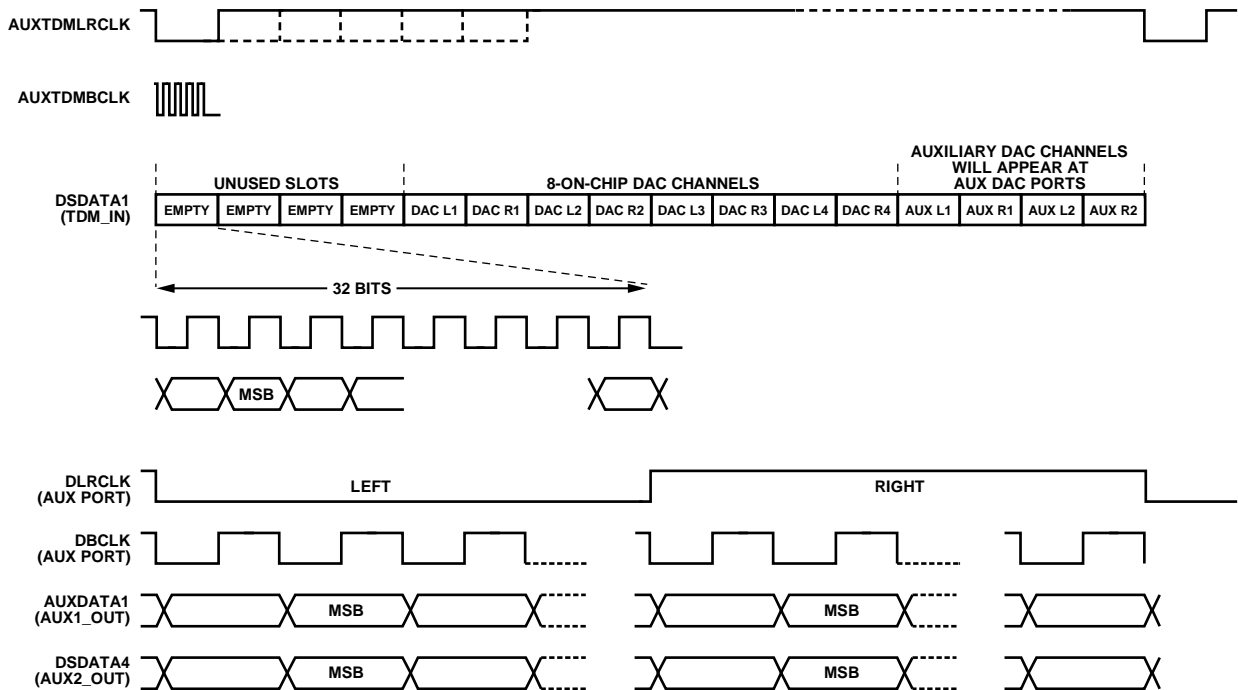 AUXTDMLRCLK
AUXTDMBCLK
AUXILIARY DAC CHANNELS
WILL APPEAR AT
AUX DAC PORTS
UNUSED SLOTS
8-ON-CHIP DAC CHANNELS
DSDATA1
(TDM_IN)
EMPTY EMPTY EMPTY EMPTY DAC L1 DAC R1 DAC L2 DAC R2 DAC L3 DAC R3 DAC L4 DAC R4 AUX L1 AUX R1 AUX L2 AUX R2
32 BITS
MSB
DLRCLK
(AUX PORT)
LEFT
RIGHT
DBCLK
(AUX PORT)
AUXDATA1
(AUX1_OUT)
MSB
MSB
DSDATA4
(AUX2_OUT)
MSB
MSB